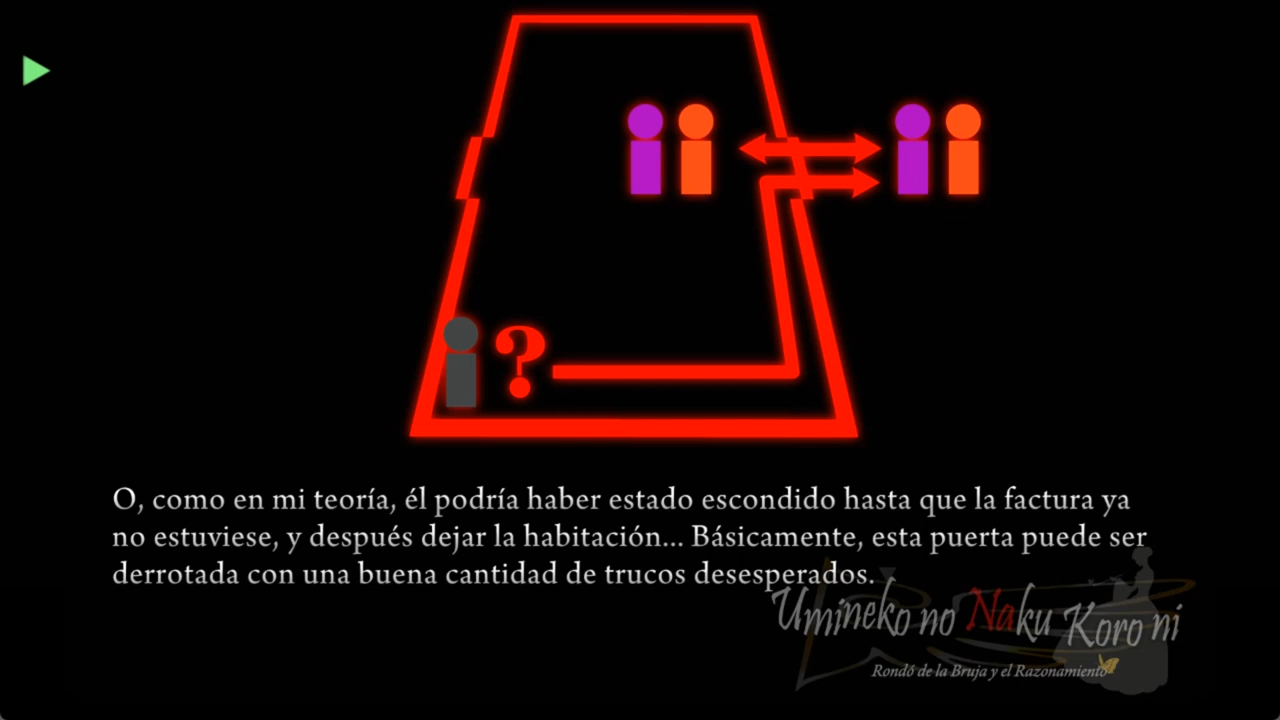 ?
O, como en mi teoría, él podría haber estado escondido hasta que la factura ya
no estuviese, y después dejar la habitación... Básicamente, esta puerta puede ser
derrotada con una buena cantidad de trucos desesperados.
Umineko no Naku Koro ni
Rondó de la Bruja y el Razonamiento